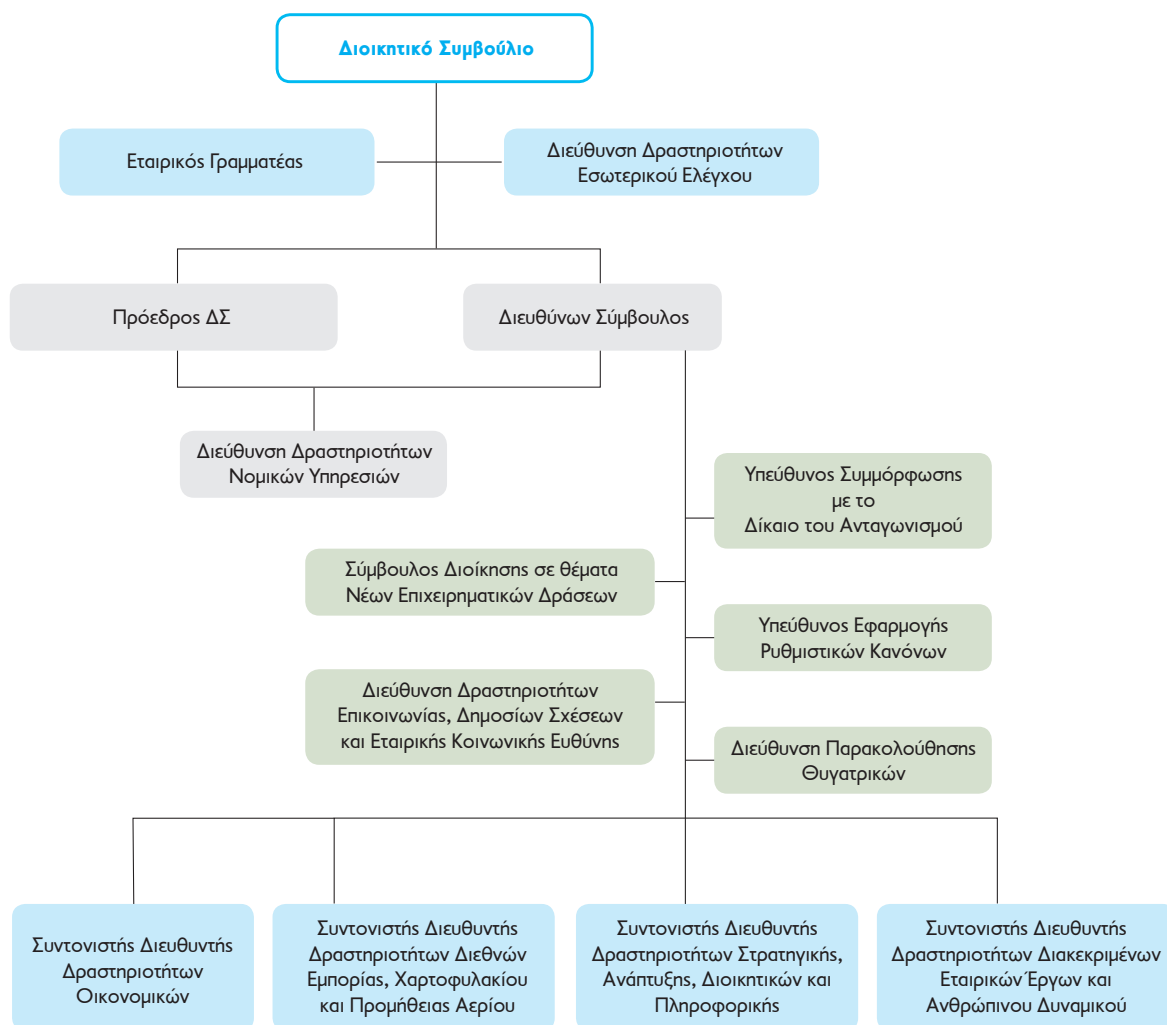 Διοικητικό Συμβούλιο
Εταιρικός Γραμματέας
Διεύθυνση Δραστηριοτήτων
Εσωτερικού Ελέγχου
Πρόεδρος ΔΣ
Διευθύνων Σύμβουλος
Διεύθυνση Δραστηριοτήτων
Νομικών Υπηρεσιών
Υπεύθυνος Συμμόρφωσης
με το
Δίκαιο του Ανταγωνισμού
Σύμβουλος Διοίκησης σε θέματα
Νέων Επιχειρηματικών Δράσεων
Υπεύθυνος Εφαρμογής
Ρυθμιστικών Κανόνων
Διεύθυνση Δραστηριοτήτων
Επικοινωνίας, Δημοσίων Σχέσεων
και Εταιρικής Κοινωνικής Ευθύνης
Διεύθυνση Παρακολούθησης
Θυγατρικών
Συντονιστής Διευθυντής
Δραστηριοτήτων
Οικονομικών
Συντονιστής Διευθυντής
Δραστηριοτήτων Διεθνών
Εμπορίας, Χαρτοφυλακίου
και Προμήθειας Αερίου
Συντονιστής Διευθυντής
Δραστηριοτήτων Στρατηγικής,
Ανάπτυξης, Διοικητικών και
Πληροφορικής
Συντονιστής Διευθυντής
Δραστηριοτήτων Διακεκριμένων
Εταιρικών Έργων και
Ανθρώπινου Δυναμικού